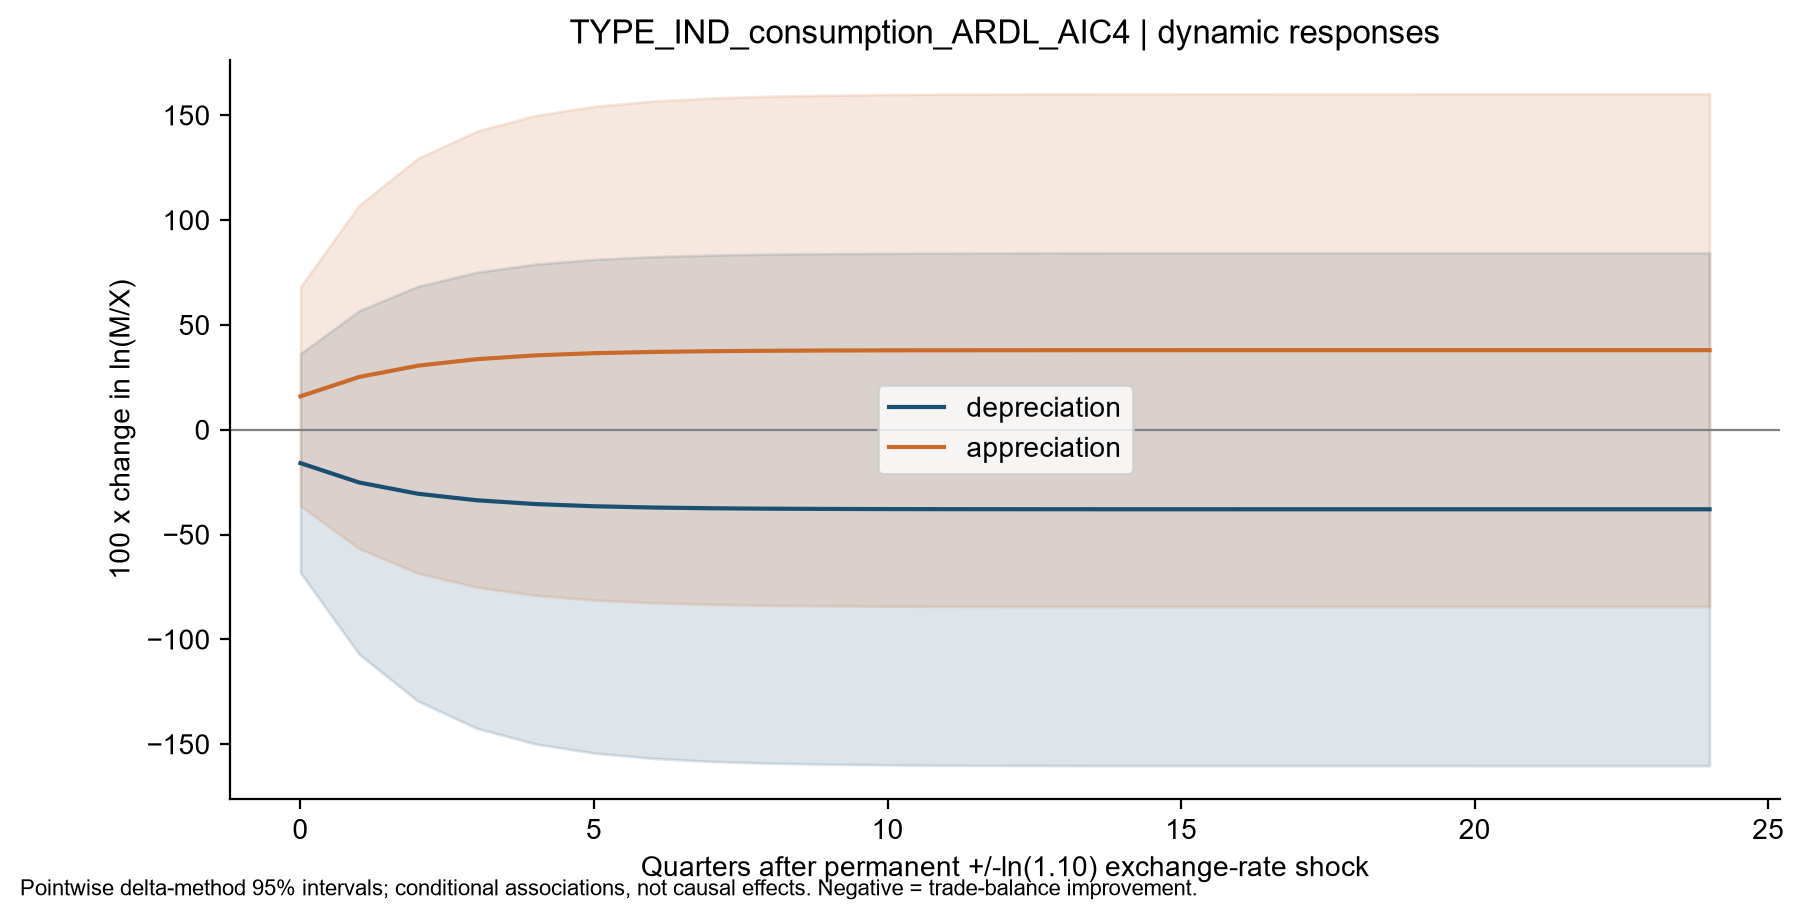 TYPE_IND_consumption_ARDL_AIC4 | dynamic responses
100 x change in ln(M/X)
150
100
50
0
−50
−100
−150
depreciation
appreciation
0 5 10 15 20 25
Quarters after permanent +/-ln(1.10) exchange-rate shock
Pointwise delta-method 95% intervals; conditional associations, not causal effects. Negative = trade-balance improvement.